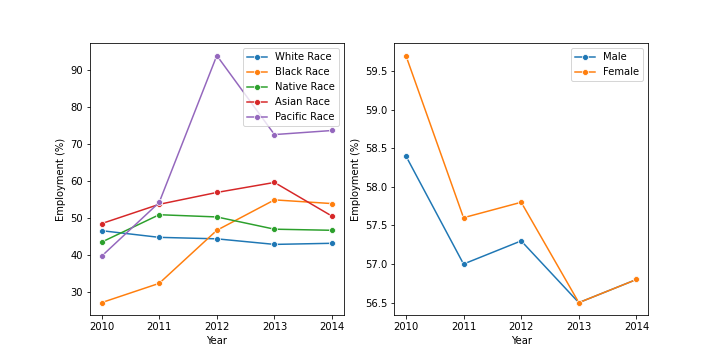 White Race
Black Race
Native Race
Asian Race
Pacific Race
90
80
70
60
50
40
30
Employment (%)
2010 2011 2012 2013 2014
Year
Male
Female
59.5
59.0
58.5
58.0
57.5
57.0
56.5
Employment (%)
2010 2011 2012 2013 2014
Year